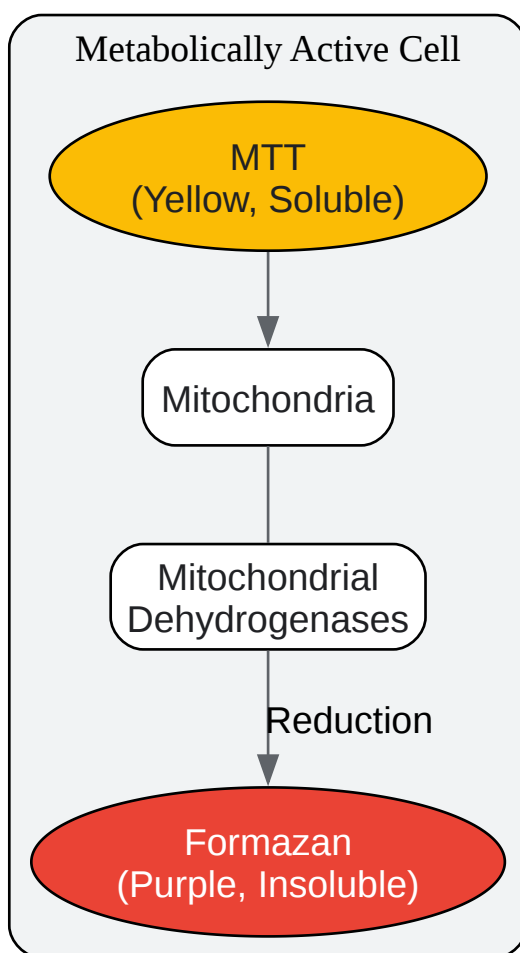 Metabolically Active Cell
MTT
(Yellow, Soluble)
Mitochondria
Mitochondrial
Dehydrogenases
Reduction
Formazan
(Purple, Insoluble)